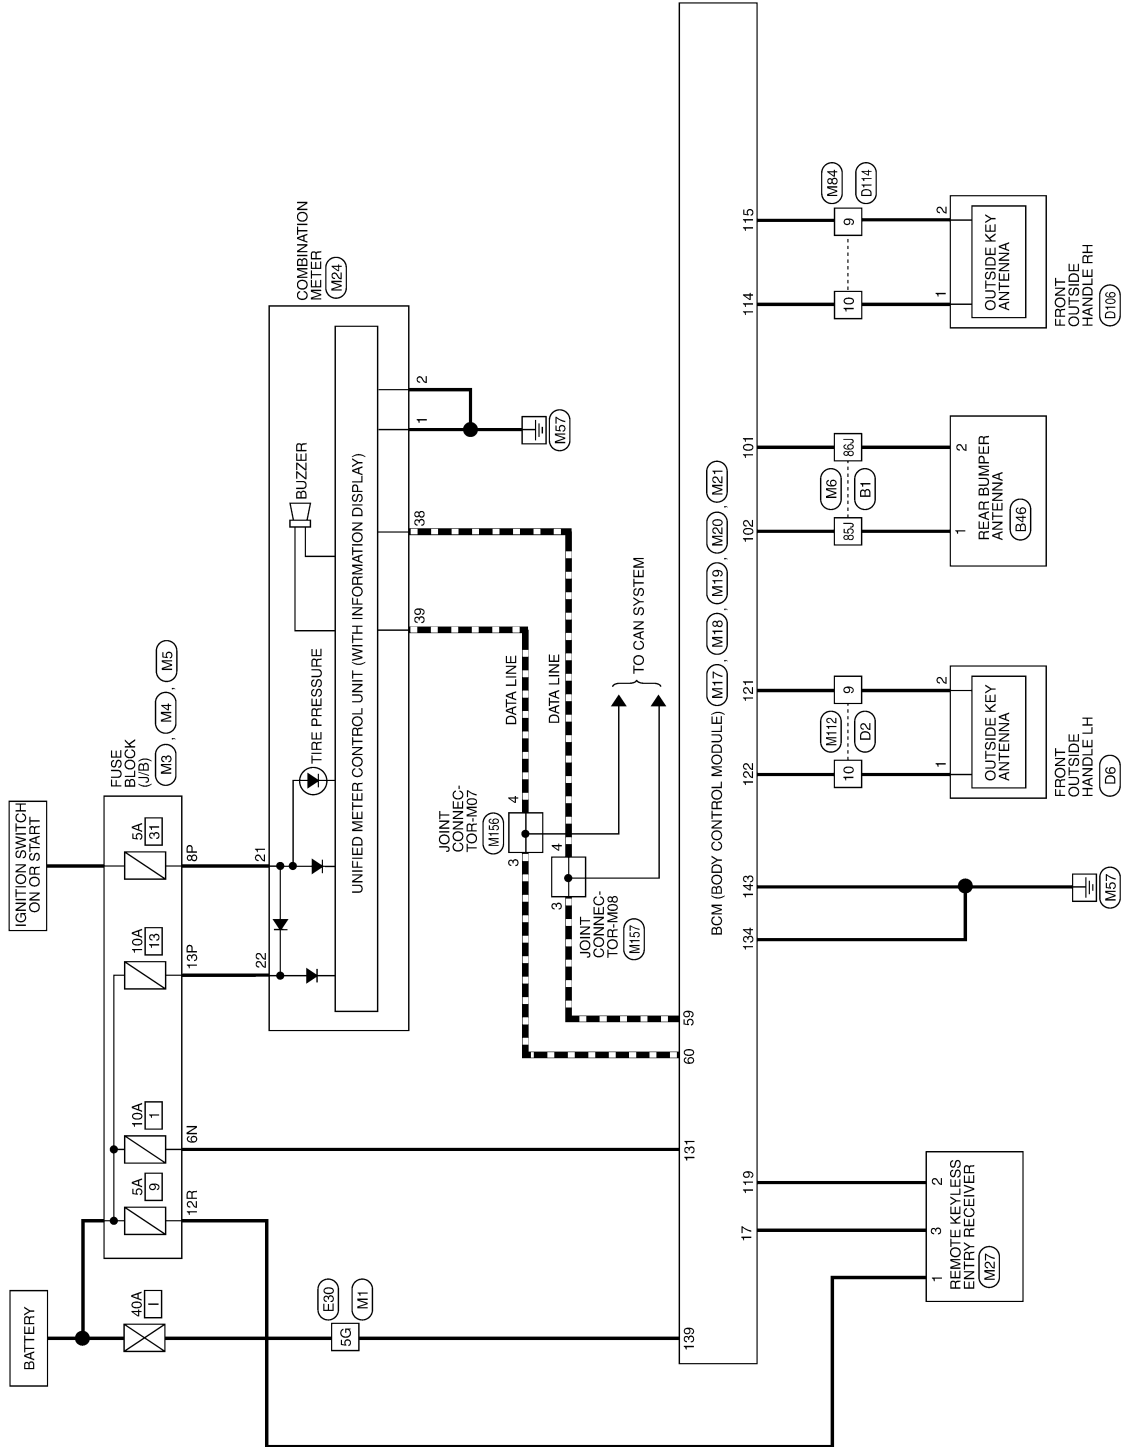 BATTERY
IGNITION SWITCH
ON OR START
40A
I
5A
9
10A
1
10A
13
5A
31
FUSE
BLOCK
(J/B)
M3 , M4 , M5
12R
6N
13P
8P
E30
M1
5G
22
21
TIRE PRESSURE
BUZZER
COMBINATION
METER
M24
UNIFIED METER CONTROL UNIT (WITH INFORMATION DISPLAY)
39
38
1
2
M57
DATA LINE
DATA LINE
JOINT
CONNEC-
TOR-M07
M156
3
4
JOINT
CONNEC-
TOR-M08
M157
3
4
TO CAN SYSTEM
139
131
60
59
BCM (BODY CONTROL MODULE) M17 , M18 , M19 , M20 , M21
17
119
134
143
122
121
102
101
114
115
M57
M112
D2
10
9
M6
B1
85J
86J
M84
D114
10
9
1
3
2
REMOTE KEYLESS
ENTRY RECEIVER
M27
1
2
OUTSIDE KEY
ANTENNA
FRONT
OUTSIDE
HANDLE LH
D6
1
2
REAR BUMPER
ANTENNA
B46
1
2
OUTSIDE KEY
ANTENNA
FRONT
OUTSIDE
HANDLE RH
D106